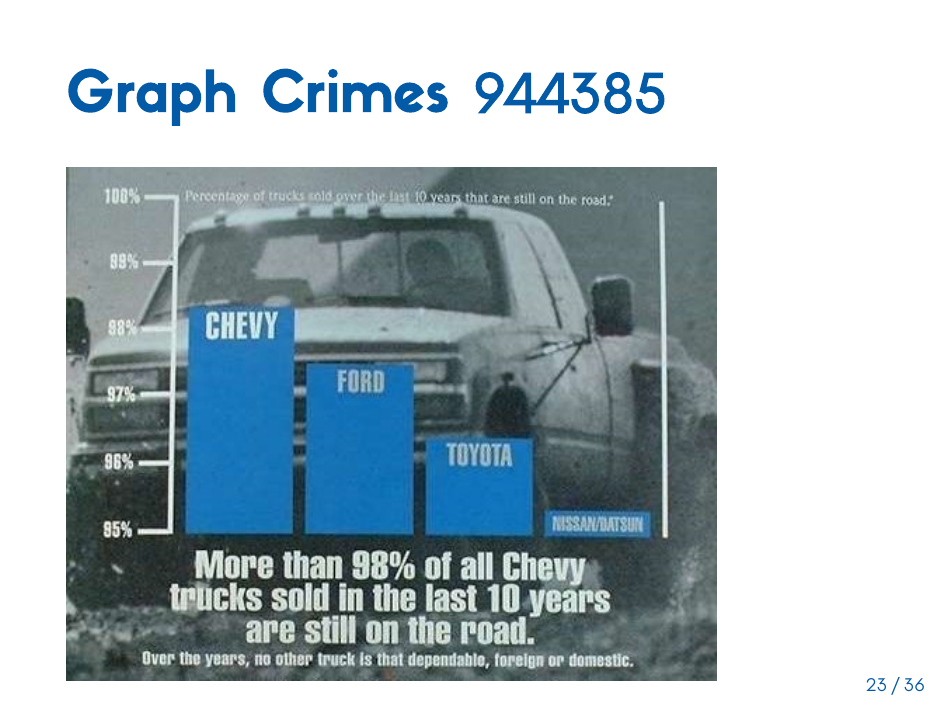 Graph Crimes 944385
100%
Percentage of trucks sold over the last 10 years that are still on the road.*
99%
98%
97%
96%
95%
CHEVY
FORD
TOYOTA
NISSAN/DATSUN
More than 98% of all Chevy
trucks sold in the last 10 years
are still on the road.
Over the years, no other truck is that dependable, foreign or domestic.
23 / 36